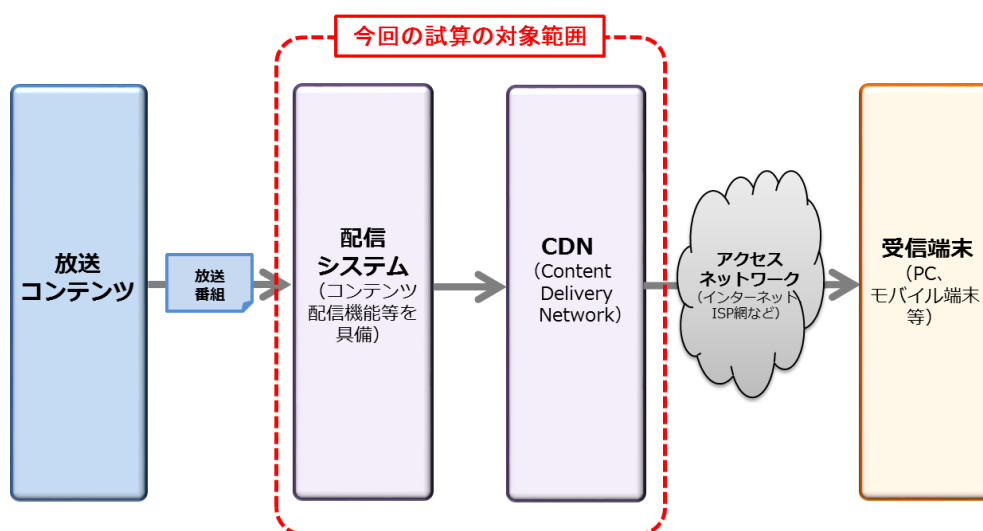 今回の試算の対象範囲
放送
コンテンツ
放送
番組
配信
システム
（コンテンツ
配信機能等を
具備）
CDN
（Content
Delivery
Network）
アクセス
ネットワーク
（インターネット
ISP網など）
受信端末
（PC、
モバイル端末
等）